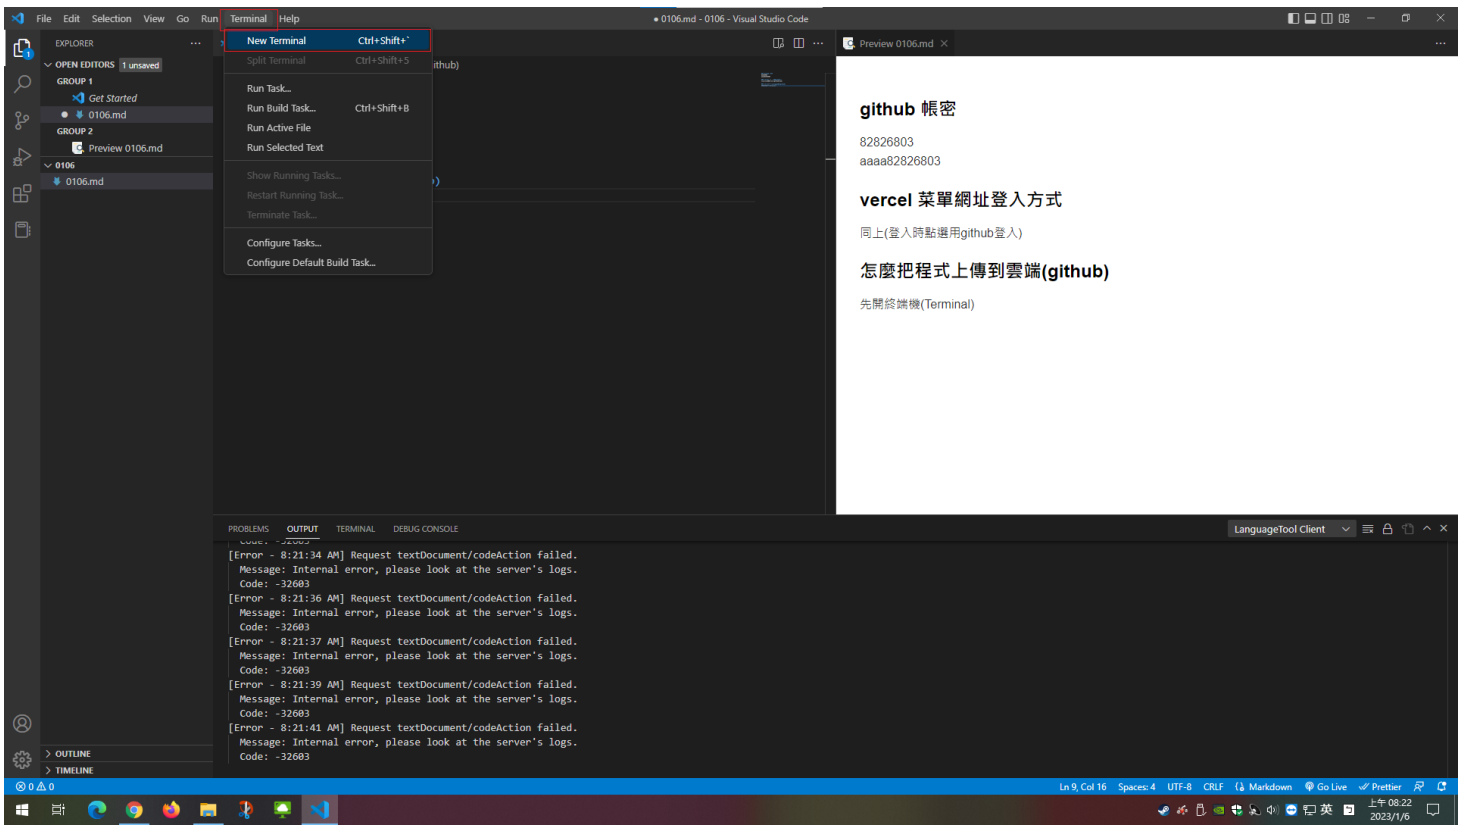 File Edit Selection View Go Run Terminal Help
● 0106.md - 0106 - Visual Studio Code
EXPLORER
OPEN EDITORS 1 unsaved
GROUP 1
Get Started
0106.md
GROUP 2
Preview 0106.md
0106
0106.md
OUTLINE
TIMELINE
New Terminal Ctrl+Shift+`
Split Terminal Ctrl+Shift+5
Run Task...
Run Build Task... Ctrl+Shift+B
Run Active File
Run Selected Text
Show Running Tasks...
Restart Running Task...
Terminate Task...
Configure Tasks...
Configure Default Build Task...
ithub)
Preview 0106.md
github 帳密
82826803
aaaa82826803
vercel 菜單網址登入方式
同上(登入時點選用github登入)
怎麼把程式上傳到雲端(github)
先開終端機(Terminal)
PROBLEMS OUTPUT TERMINAL DEBUG CONSOLE
LanguageTool Client
Code: -32603
[Error - 8:21:34 AM] Request textDocument/codeAction failed.
Message: Internal error, please look at the server's logs.
Code: -32603
[Error - 8:21:36 AM] Request textDocument/codeAction failed.
Message: Internal error, please look at the server's logs.
Code: -32603
[Error - 8:21:37 AM] Request textDocument/codeAction failed.
Message: Internal error, please look at the server's logs.
Code: -32603
[Error - 8:21:39 AM] Request textDocument/codeAction failed.
Message: Internal error, please look at the server's logs.
Code: -32603
[Error - 8:21:41 AM] Request textDocument/codeAction failed.
Message: Internal error, please look at the server's logs.
Code: -32603
0 0
Ln 9, Col 16 Spaces: 4 UTF-8 CRLF Markdown Go Live Prettier
英
上午 08:22
2023/1/6